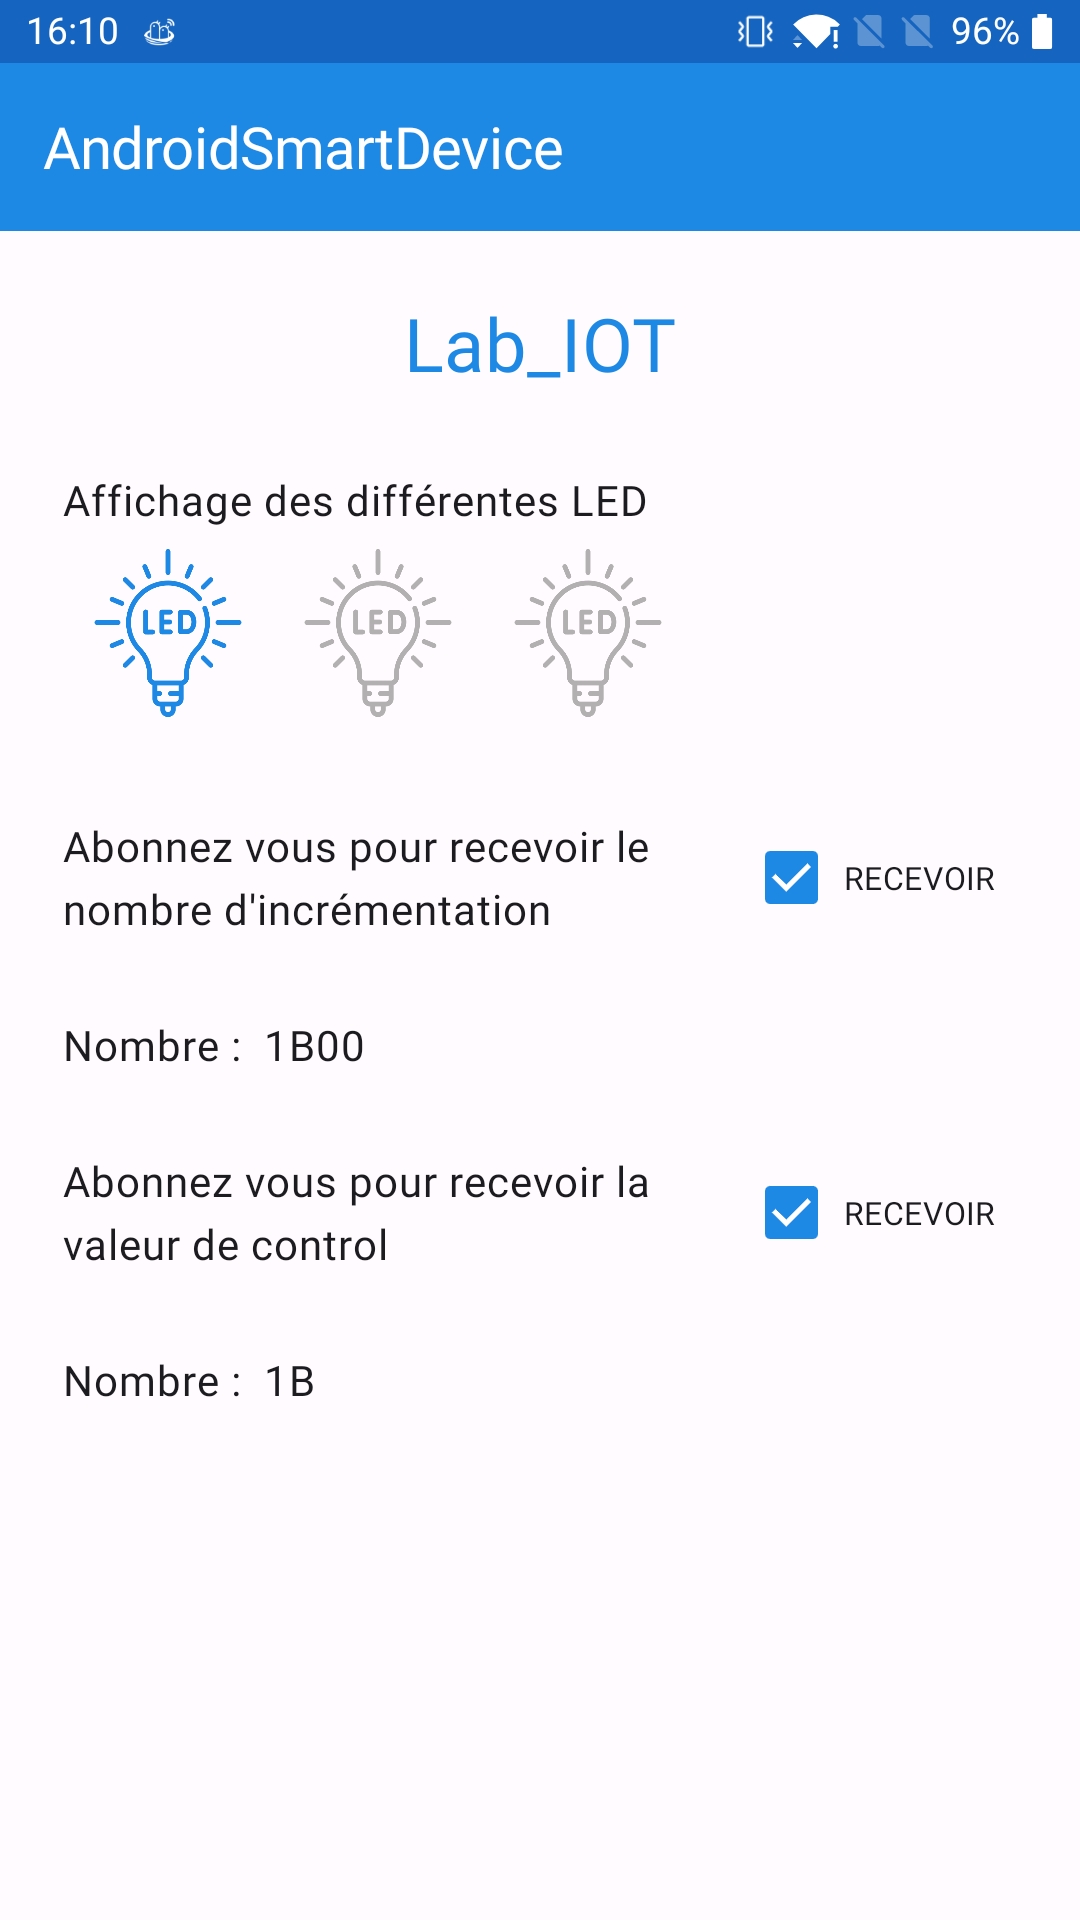 16:10
96%
AndroidSmartDevice
Lab_IOT
Affichage des différentes LED
LED LED LED
Abonnez vous pour recevoir le
nombre d'incrémentation
RECEVOIR
Nombre : 1B00
Abonnez vous pour recevoir la
valeur de control
RECEVOIR
Nombre : 1B